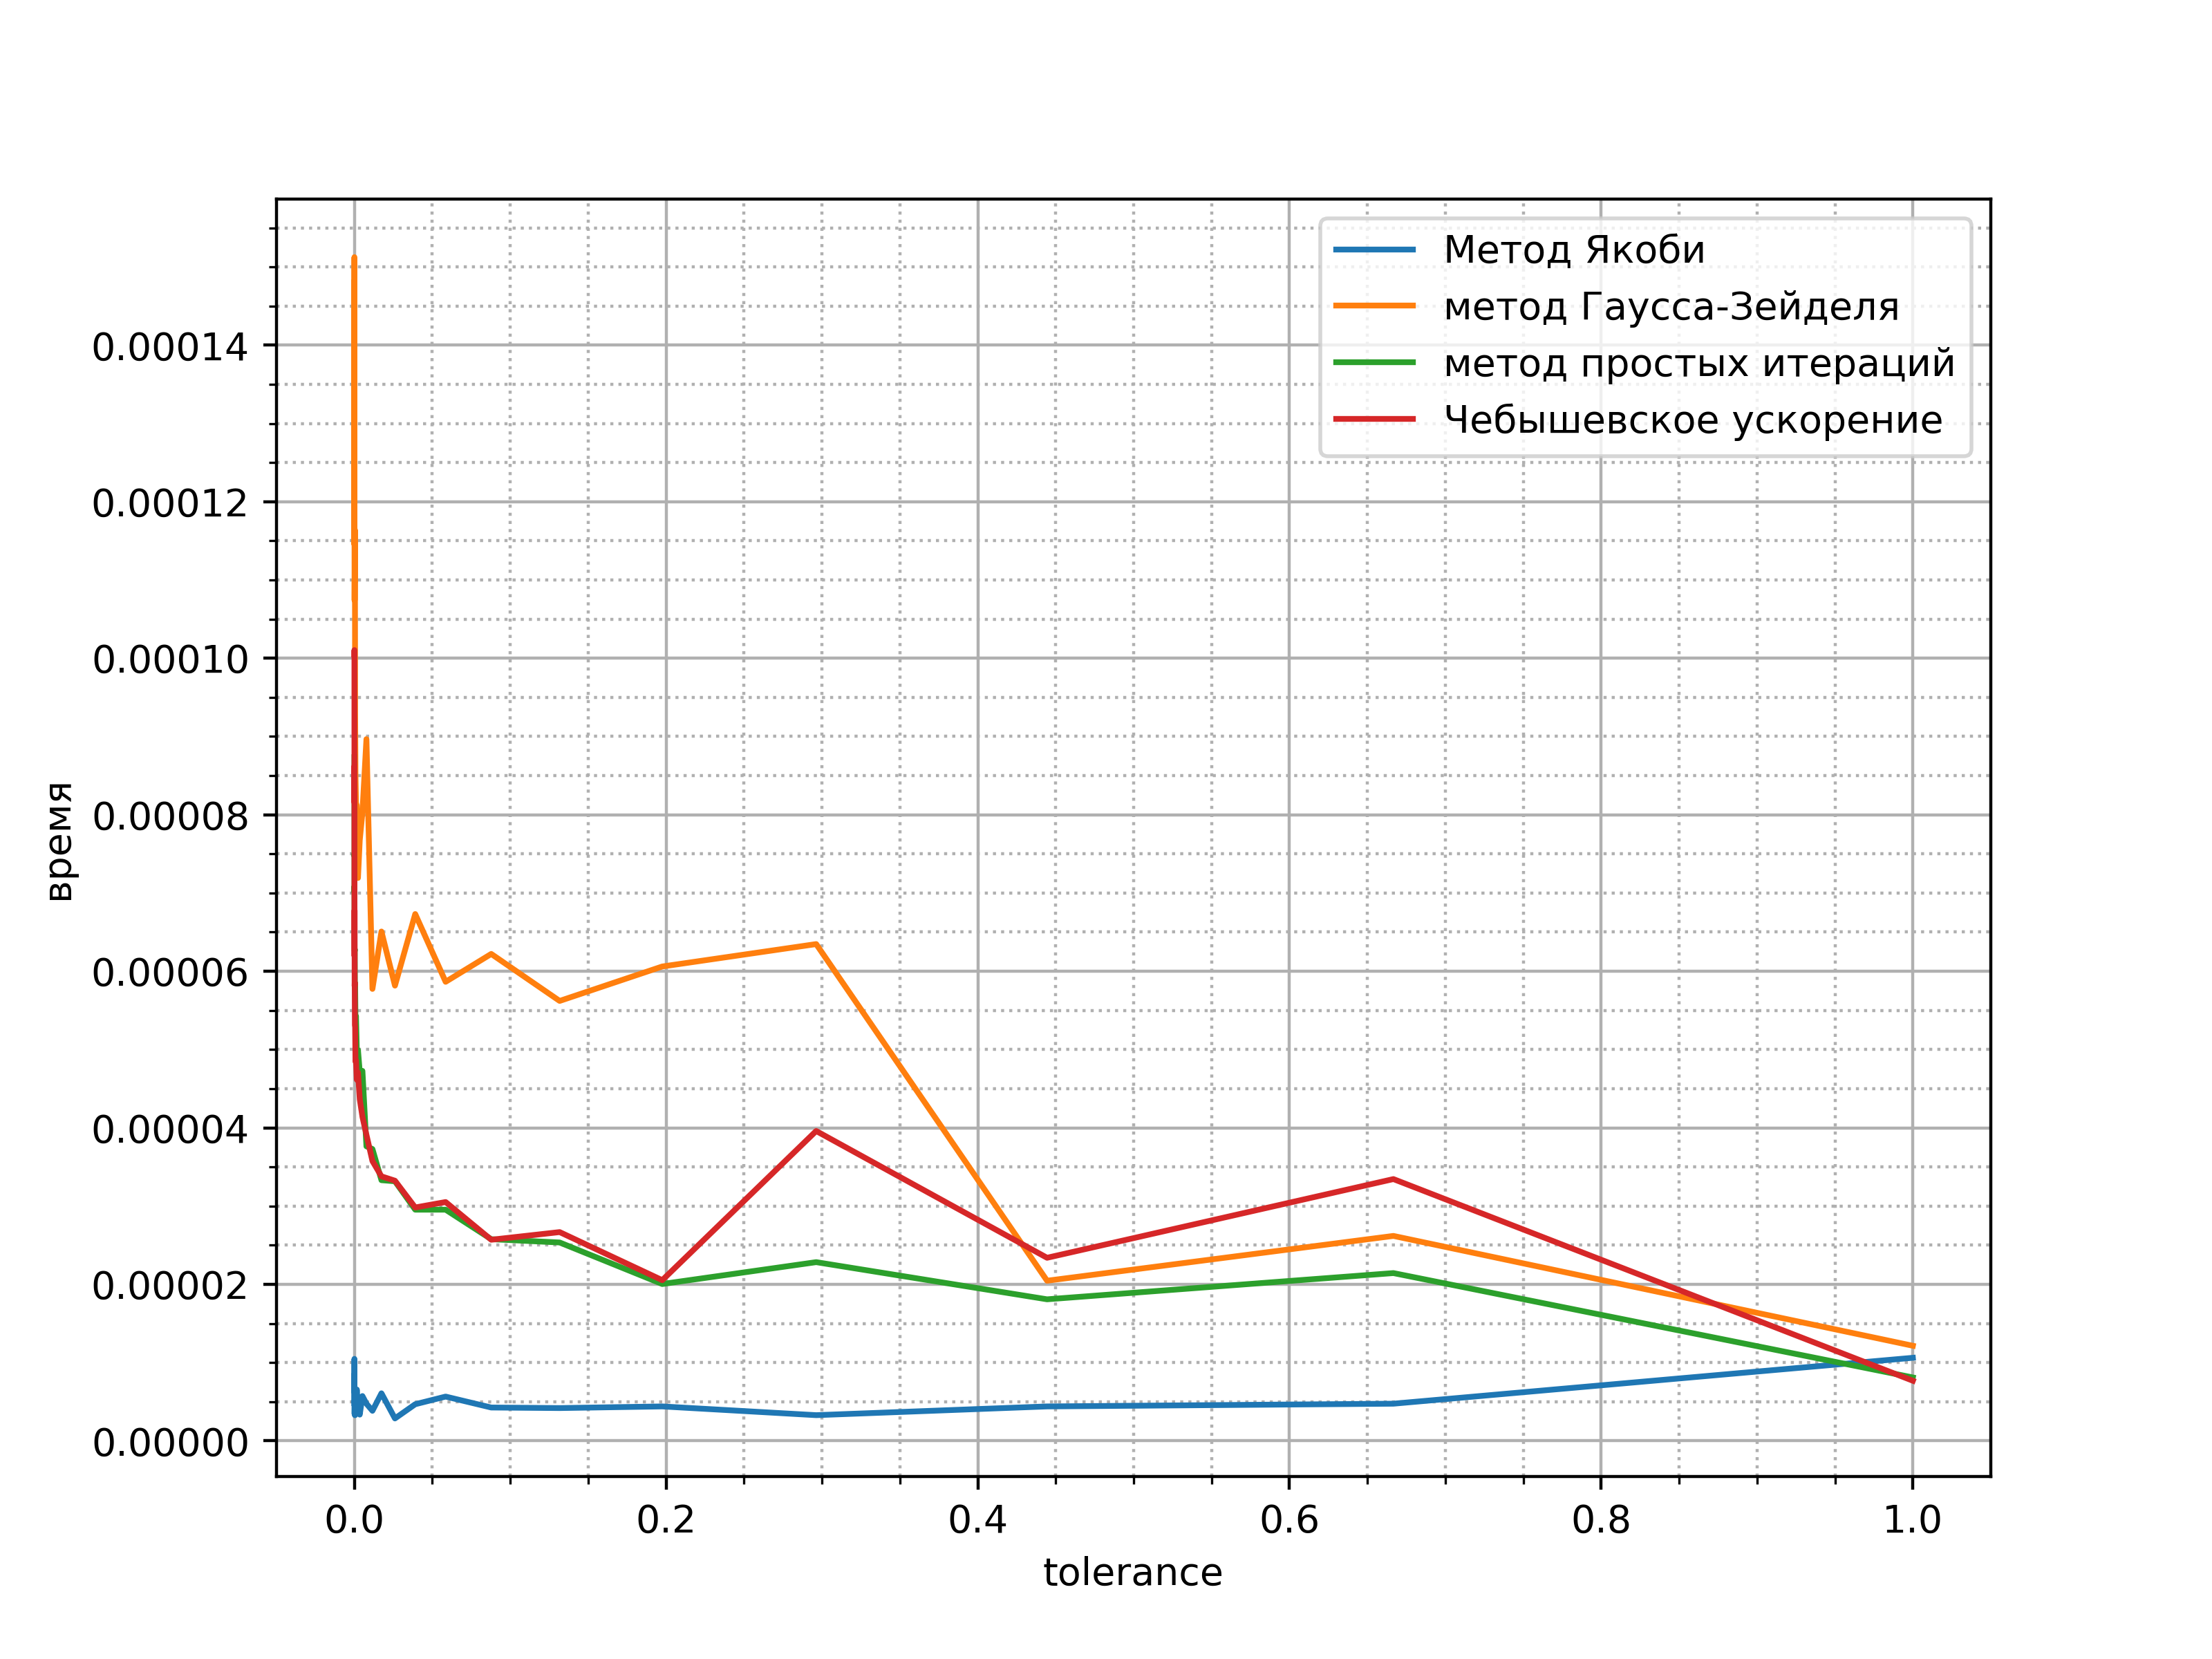 Метод Якоби
метод Гаусса-Зейделя
метод простых итераций
Чебышевское ускорение
0.00014
0.00012
0.00010
0.00008
0.00006
0.00004
0.00002
0.00000
время
0.0 0.2 0.4 0.6 0.8 1.0
tolerance